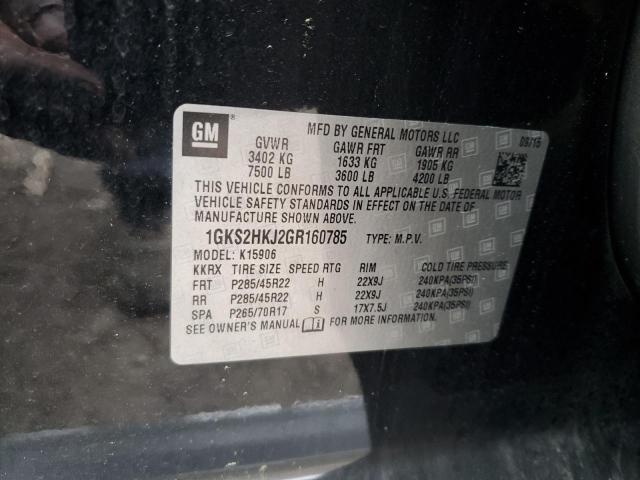 GM
MFD BY GENERAL MOTORS LLC 09/15
GVWR GAWR FRT GAWR RR
3402 KG 1633 KG 1905 KG
7500 LB 3600 LB 4200 LB
THIS VEHICLE CONFORMS TO ALL APPLICABLE U.S. FEDERAL MOTOR
VEHICLE SAFETY STANDARDS IN EFFECT ON THE DATE OF MANUFACTURE
SHOWN ABOVE.
1GKS2HKJ2GR160785 TYPE: M.P.V.
MODEL: K15906
KKRX TIRE SIZE SPEED RTG RIM COLD TIRE PRESSURE
FRT P285/45R22 H 22X9J 240KPA(35PSI)
RR P285/45R22 H 22X9J 240KPA(35PSI)
SPA P265/70R17 S 17X7.5J 240KPA(35PSI)
SEE OWNER'S MANUAL FOR MORE INFORMATION.